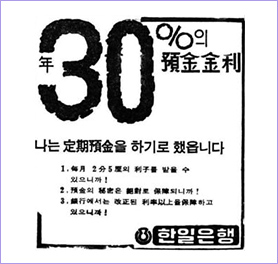 年 30%의
預金金利
나는 定期預金을 하기로 했읍니다
1. 每月 2分5厘의 利子를 받을 수
있으니까!
2. 預金의 秘密은 絶對로 保障되니까!
3. 銀行에서는 改正된 利率以上을 保障하고
있으니까!
한일은행